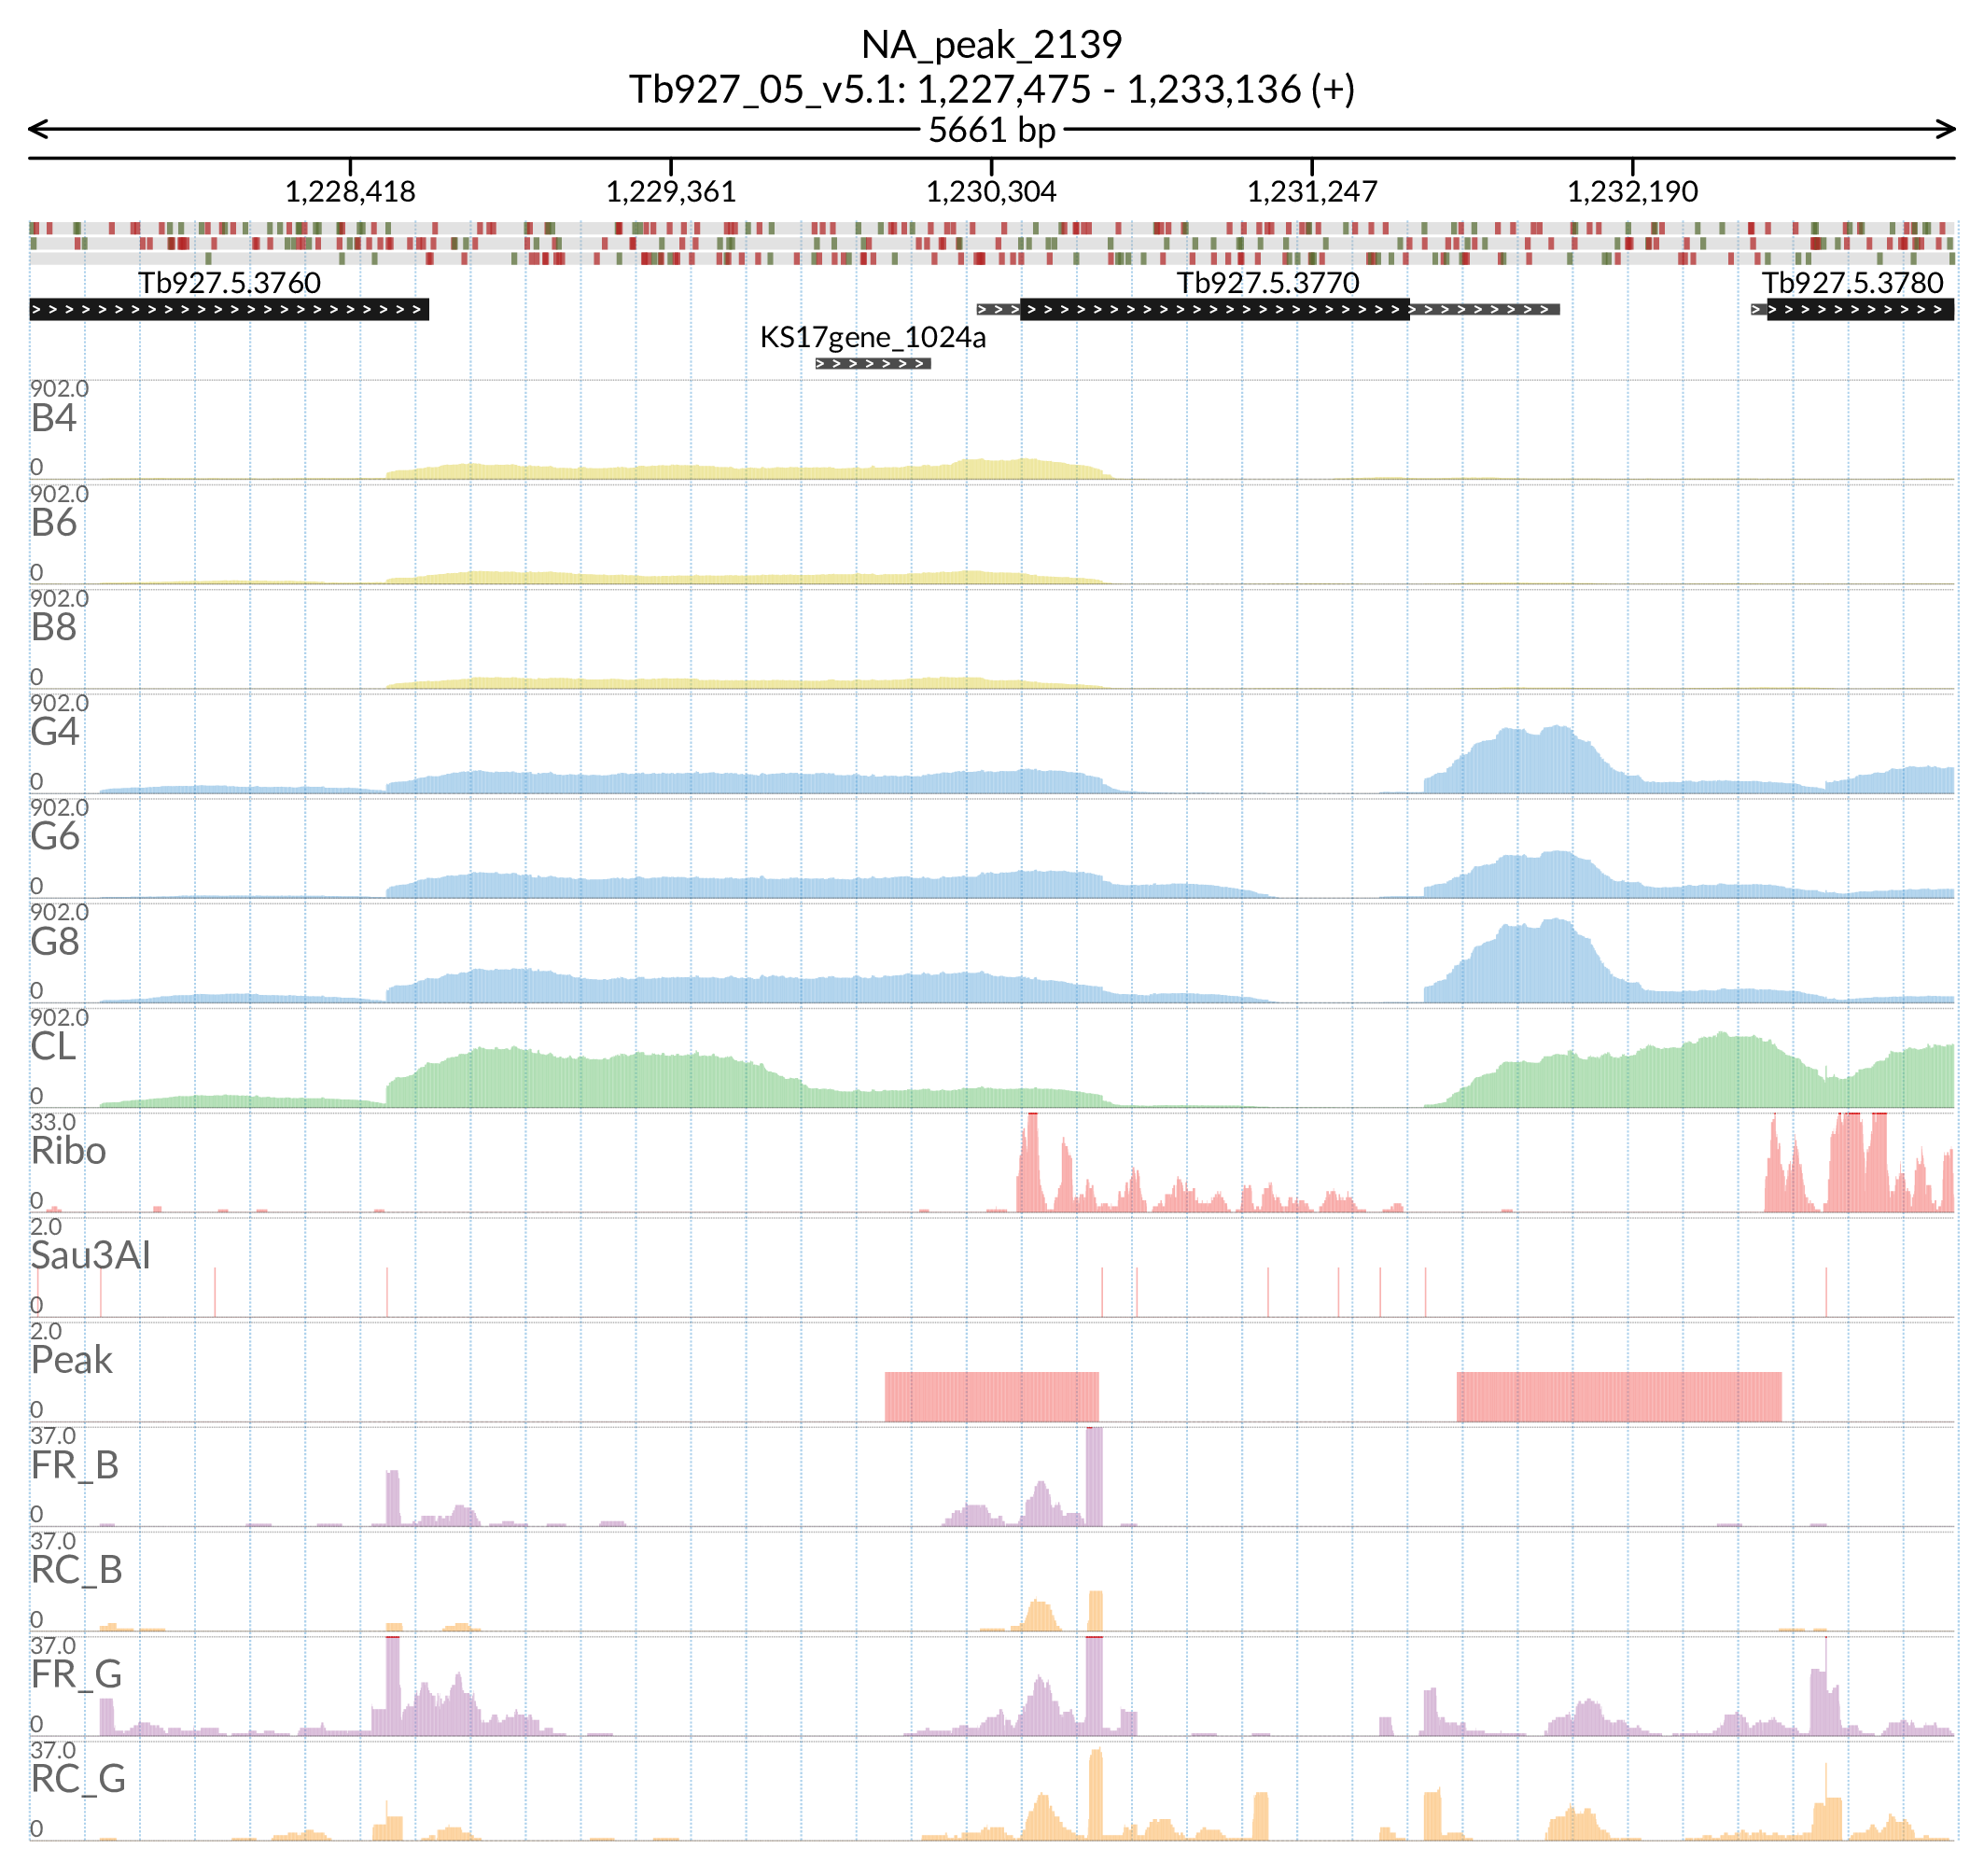 NA_peak_2139
Tb927_05_v5.1: 1,227,475 - 1,233,136 (+)
5661 bp
1,228,418 1,229,361 1,230,304 1,231,247 1,232,190
Tb927.5.3760 Tb927.5.3770 Tb927.5.3780
KS17gene_1024a
902.0
B4
0
902.0
B6
0
902.0
B8
0
902.0
G4
0
902.0
G6
0
902.0
G8
0
902.0
CL
0
33.0
Ribo
0
2.0
Sau3AI
0
2.0
Peak
0
37.0
FR_B
0
37.0
RC_B
0
37.0
FR_G
0
37.0
RC_G
0